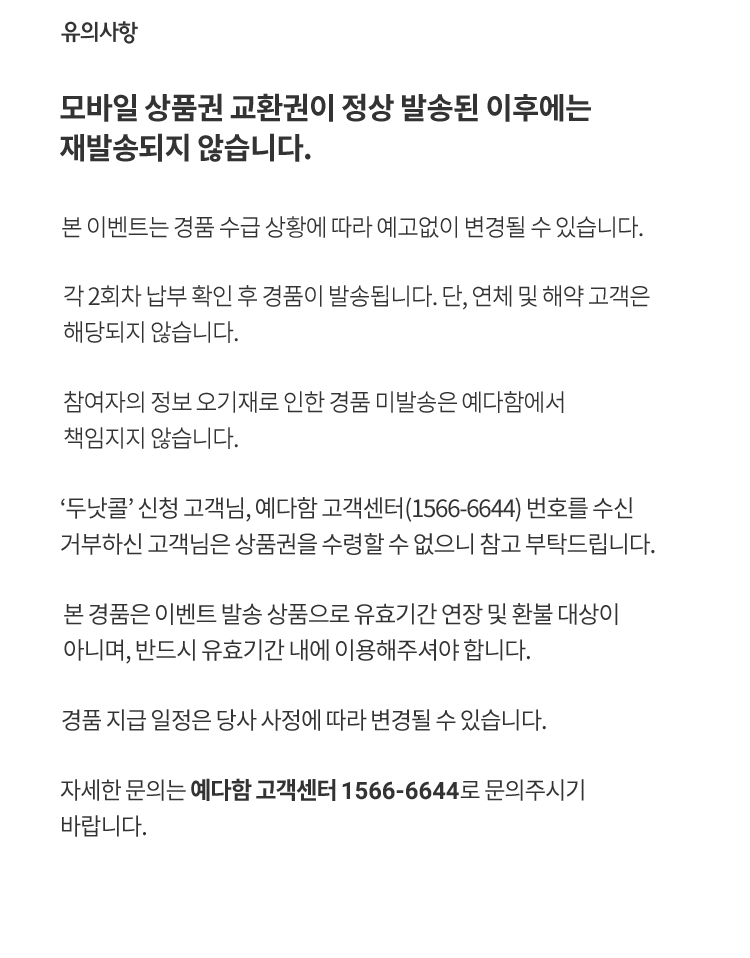 유의사항
모바일 상품권 교환권이 정상 발송된 이후에는
재발송되지 않습니다.
본 이벤트는 경품 수급 상황에 따라 예고없이 변경될 수 있습니다.
각 2회차 납부 확인 후 경품이 발송됩니다. 단, 연체 및 해약 고객은
해당되지 않습니다.
참여자의 정보 오기재로 인한 경품 미발송은 예다함에서
책임지지 않습니다.
‘두낫콜’ 신청 고객님, 예다함 고객센터(1566-6644) 번호를 수신
거부하신 고객님은 상품권을 수령할 수 없으니 참고 부탁드립니다.
본 경품은 이벤트 발송 상품으로 유효기간 연장 및 환불 대상이
아니며, 반드시 유효기간 내에 이용해주셔야 합니다.
경품 지급 일정은 당사 사정에 따라 변경될 수 있습니다.
자세한 문의는 예다함 고객센터 1566-6644로 문의주시기
바랍니다.